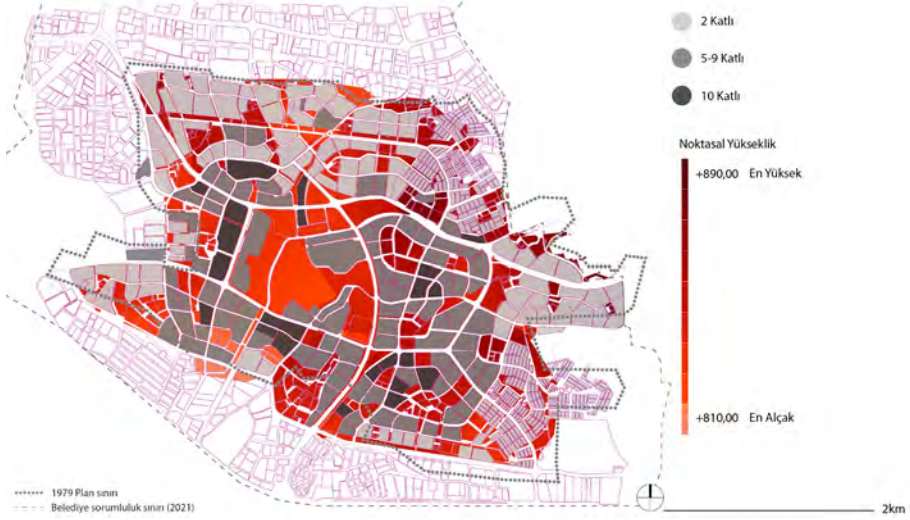 2 Katlı
5-9 Katlı
10 Katlı
Noktasal Yükseklik
+890,00 En Yüksek
+810,00 En Alçak
1979 Plan sınırı
Belediye sorumluluk sınırı (2021)
2km